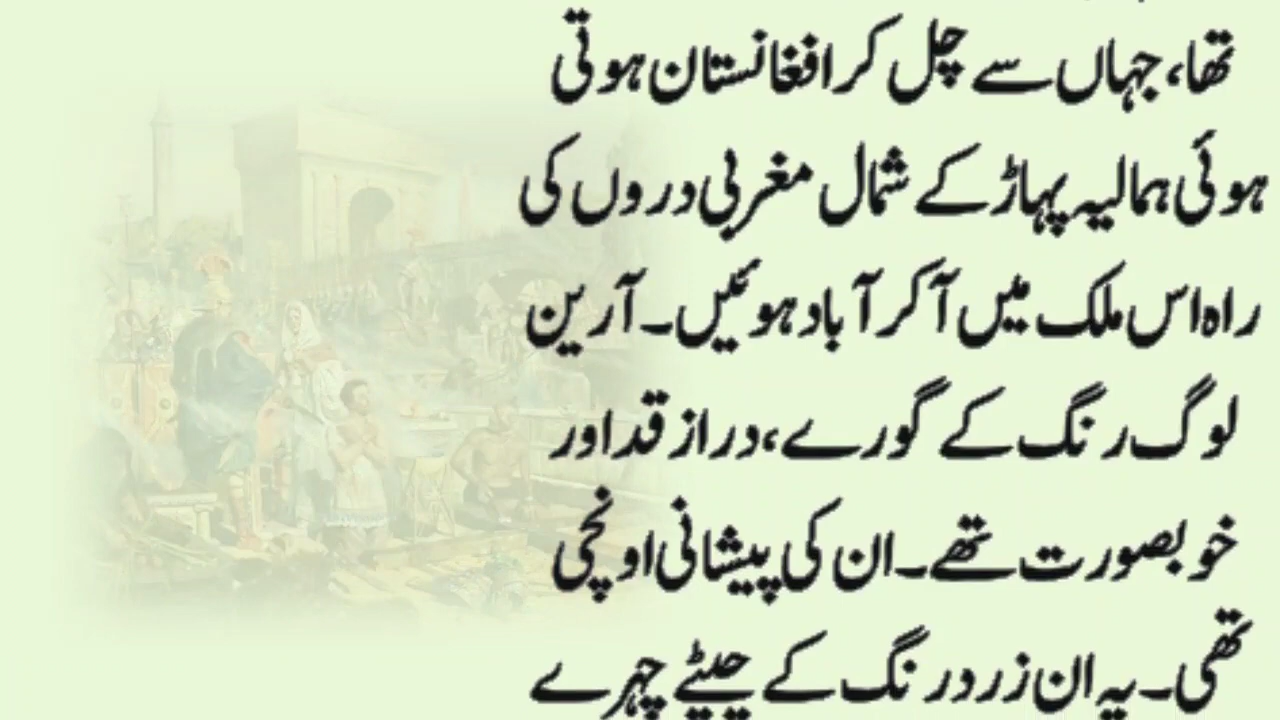 تھا، جہاں سے چل کر افغانستان ہوتی
ہوئی ہمالیہ پہاڑ کے شمال مغربی دروں کی
راہ اس ملک میں آ کر آباد ہوئیں۔ آرین
لوگ رنگ کے گورے، دراز قد اور
خوبصورت تھے۔ ان کی پیشانی اونچی
تھی۔ یہ ان زرد رنگ کے چپٹے چہرے